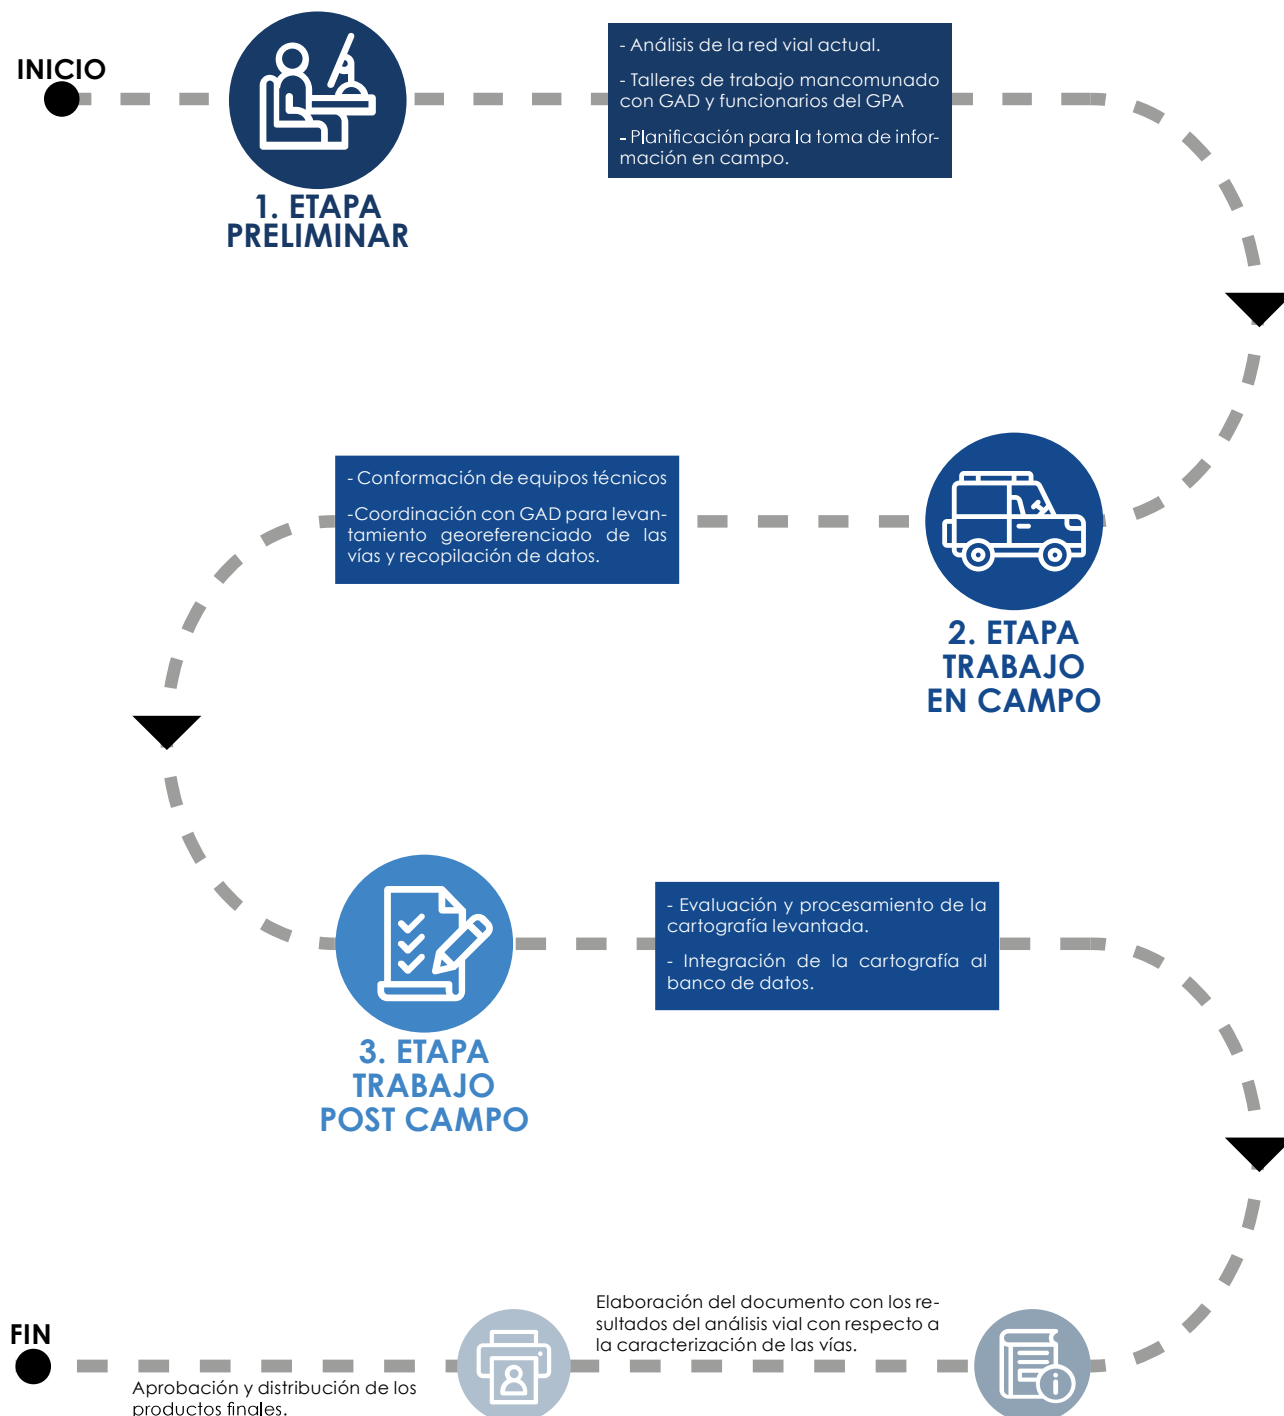 INICIO
1. ETAPA
PRELIMINAR
- Análisis de la red vial actual.
- Talleres de trabajo mancomunado
con GAD y funcionarios del GPA
- Planificación para la toma de infor-
mación en campo.
2. ETAPA
TRABAJO
EN CAMPO
- Conformación de equipos técnicos
-Coordinación con GAD para levan-
tamiento georeferenciado de las
vías y recopilación de datos.
3. ETAPA
TRABAJO
POST CAMPO
- Evaluación y procesamiento de la
cartografía levantada.
- Integración de la cartografía al
banco de datos.
Elaboración del documento con los re-
sultados del análisis vial con respecto a
la caracterización de las vías.
Aprobación y distribución de los
productos finales.
FIN